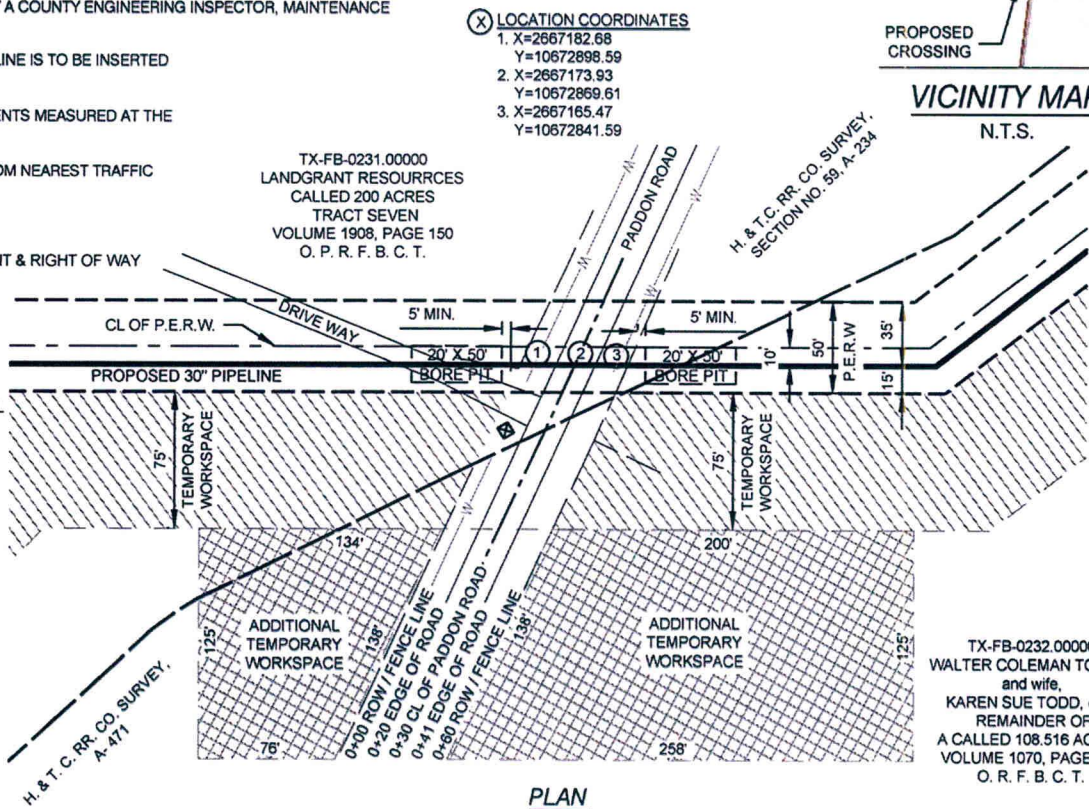 A COUNTY ENGINEERING INSPECTOR, MAINTENANCE
LINE IS TO BE INSERTED
MEASURED AT THE
NEAREST TRAFFIC
& RIGHT OF WAY
X LOCATION COORDINATES
1. X=2667182.68
Y=10672898.59
2. X=2667173.93
Y=10672869.61
3. X=2667165.47
Y=10672841.59
PROPOSED
CROSSING
VICINITY MAP
N.T.S.
TX-FB-0231.00000
LANDGRANT RESOURRCES
CALLED 200 ACRES
TRACT SEVEN
VOLUME 1908, PAGE 150
O. P. R. F. B. C. T.
PADDON ROAD
H. & T.C. RR. CO. SURVEY,
SECTION NO. 59, A- 234
W
W
W
W
W
DRIVE WAY
CL OF P.E.R.W.
5' MIN.
5' MIN.
1
2
3
20' X 50'
BORE PIT
20' X 50'
BORE PIT
10'
50'
P.E.R.W
35'
15'
PROPOSED 30" PIPELINE
75'
TEMPORARY
WORKSPACE
75'
TEMPORARY
WORKSPACE
134'
200'
125'
ADDITIONAL
TEMPORARY
WORKSPACE
138'
76'
0+00 ROW / FENCE LINE
0+20 EDGE OF ROAD
0+30 CL OF PADDON ROAD
0+41 EDGE OF ROAD
0+60 ROW / FENCE LINE
138'
ADDITIONAL
TEMPORARY
WORKSPACE
125'
258'
H. & T. C. RR. CO. SURVEY,
A- 471
TX-FB-0232.0000
WALTER COLEMAN
and wife,
KAREN SUE TODD,
REMAINDER OF
A CALLED 108.516
VOLUME 1070,
O. R. F. B. C. T.
PLAN